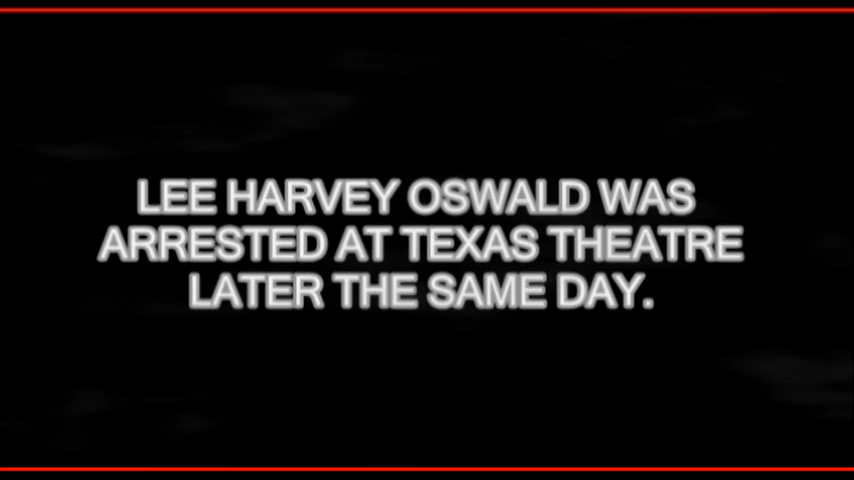 LEE HARVEY OSWALD WAS
ARRESTED AT TEXAS THEATRE
LATER THE SAME DAY.